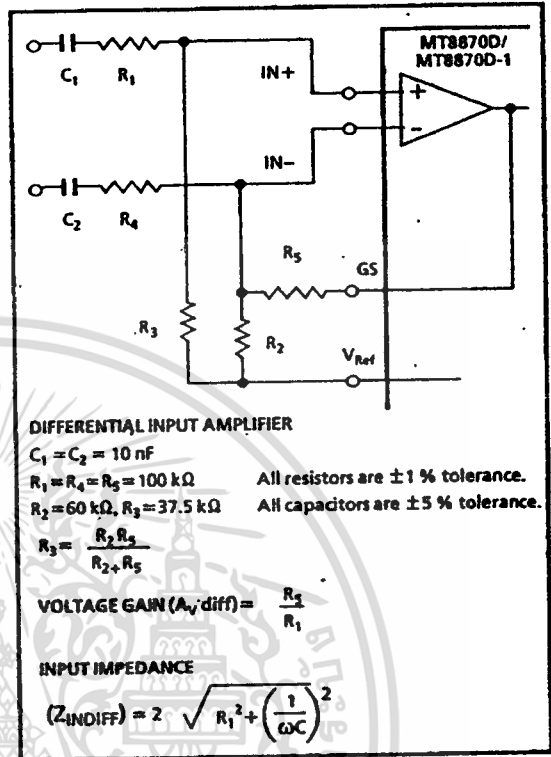 MT8870D/
MT8870D-1
C₁ R₁ IN+
+
-
IN-
C₂ R₄
R₅ GS
R₃ R₂ V_Ref
DIFFERENTIAL INPUT AMPLIFIER
C₁ = C₂ = 10 nF
R₁ = R₄ = R₅ = 100 kΩ All resistors are ±1 % tolerance.
R₂ = 60 kΩ, R₃ = 37.5 kΩ All capacitors are ±5 % tolerance.
R₃ = R₂R₅ / R₂+R₅
VOLTAGE GAIN (A_V diff) = R₅ / R₁
INPUT IMPEDANCE
(Z_INDIFF) = 2 √ R₁² + (1 / ωC)²